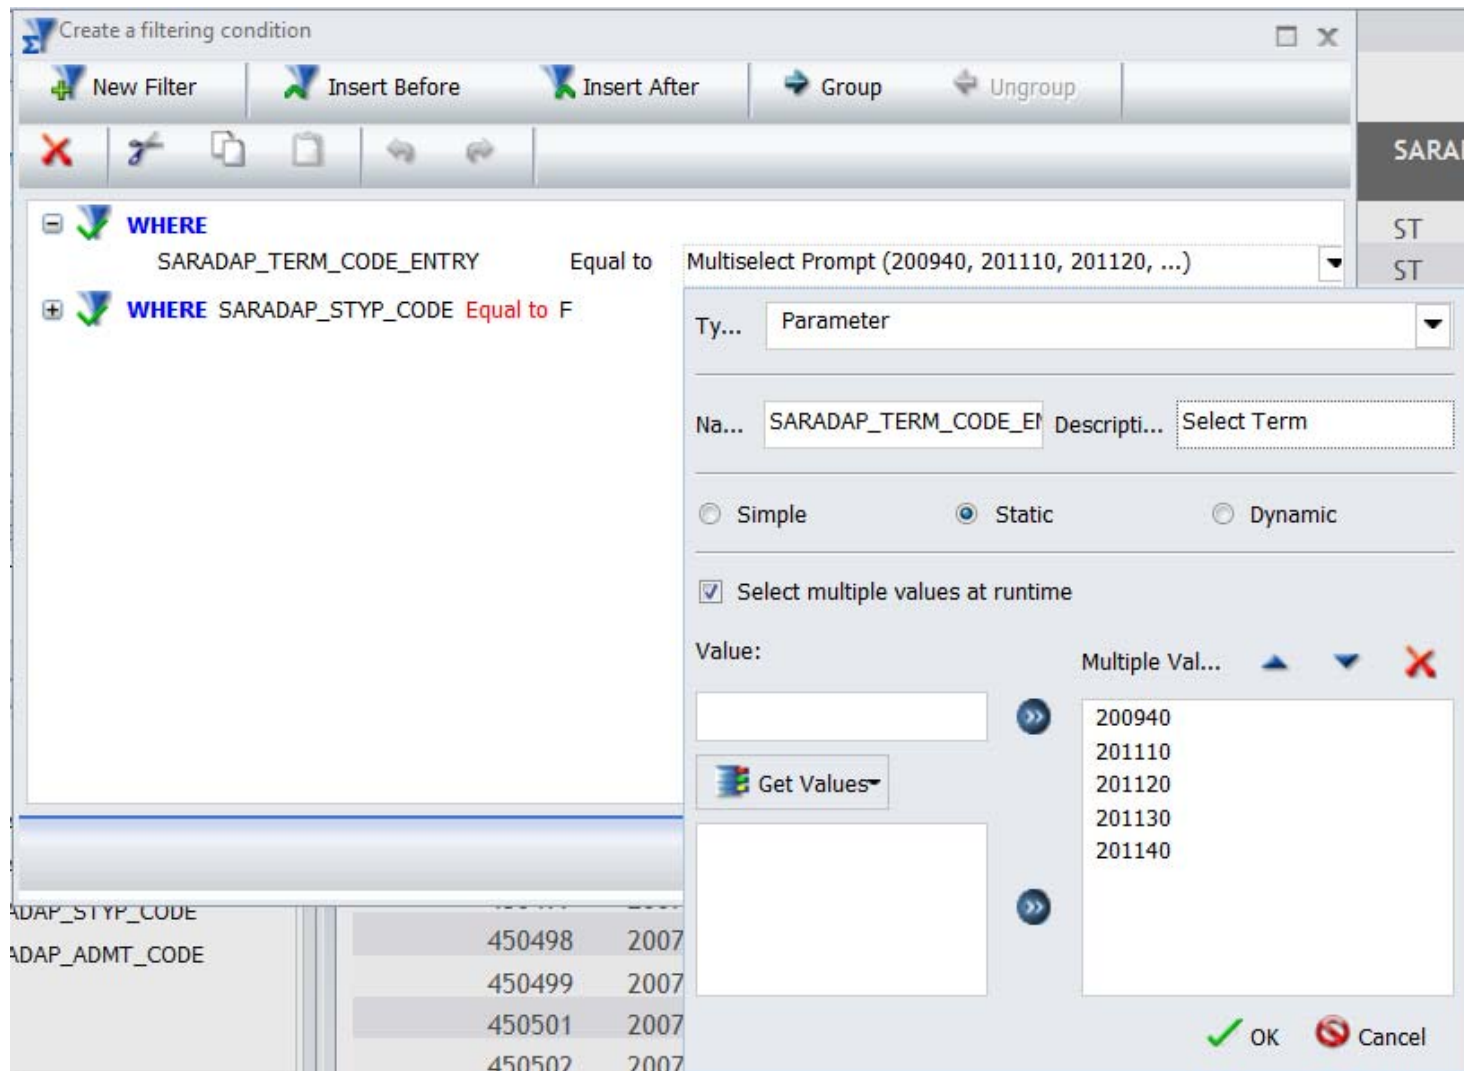 Create a filtering condition
New Filter Insert Before Insert After Group Ungroup
SARA
WHERE
ST
SARADAP_TERM_CODE_ENTRY Equal to Multiselect Prompt (200940, 201110, 201120, ...)
ST
WHERE SARADAP_STYP_CODE Equal to F
Ty... Parameter
Na... SARADAP_TERM_CODE_EN Descripti... Select Term
Simple Static Dynamic
Select multiple values at runtime
Value:
Multiple Val...
200940
201110
Get Values
201120
201130
201140
ADAP_STYP_CODE
450498 2007
ADAP_ADMT_CODE
450499 2007
450501 2007
OK Cancel
450502 2007